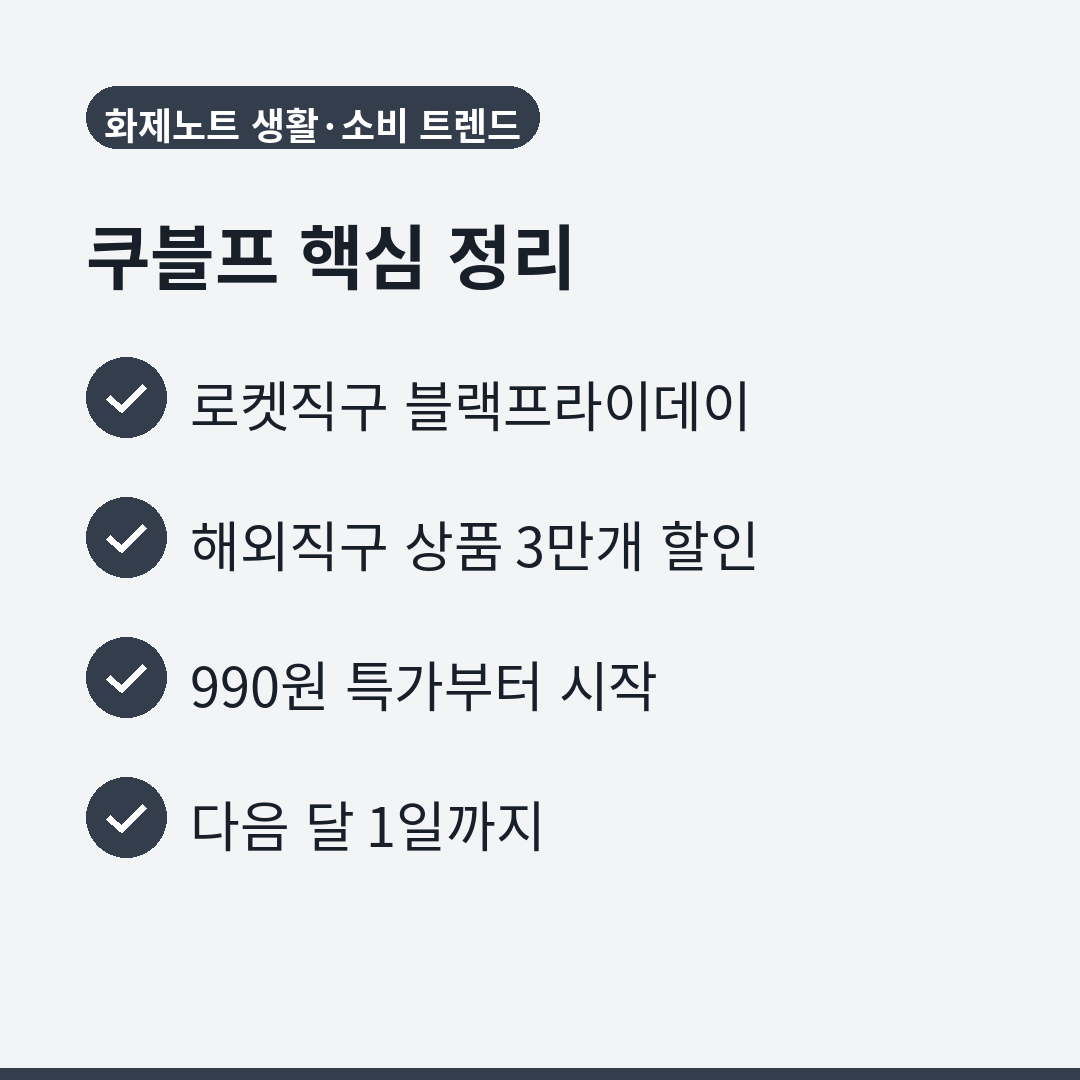 화제노트 생활·소비 트렌드
쿠블프 핵심 정리
로켓직구 블랙프라이데이
해외직구 상품 3만개 할인
990원 특가부터 시작
다음 달 1일까지